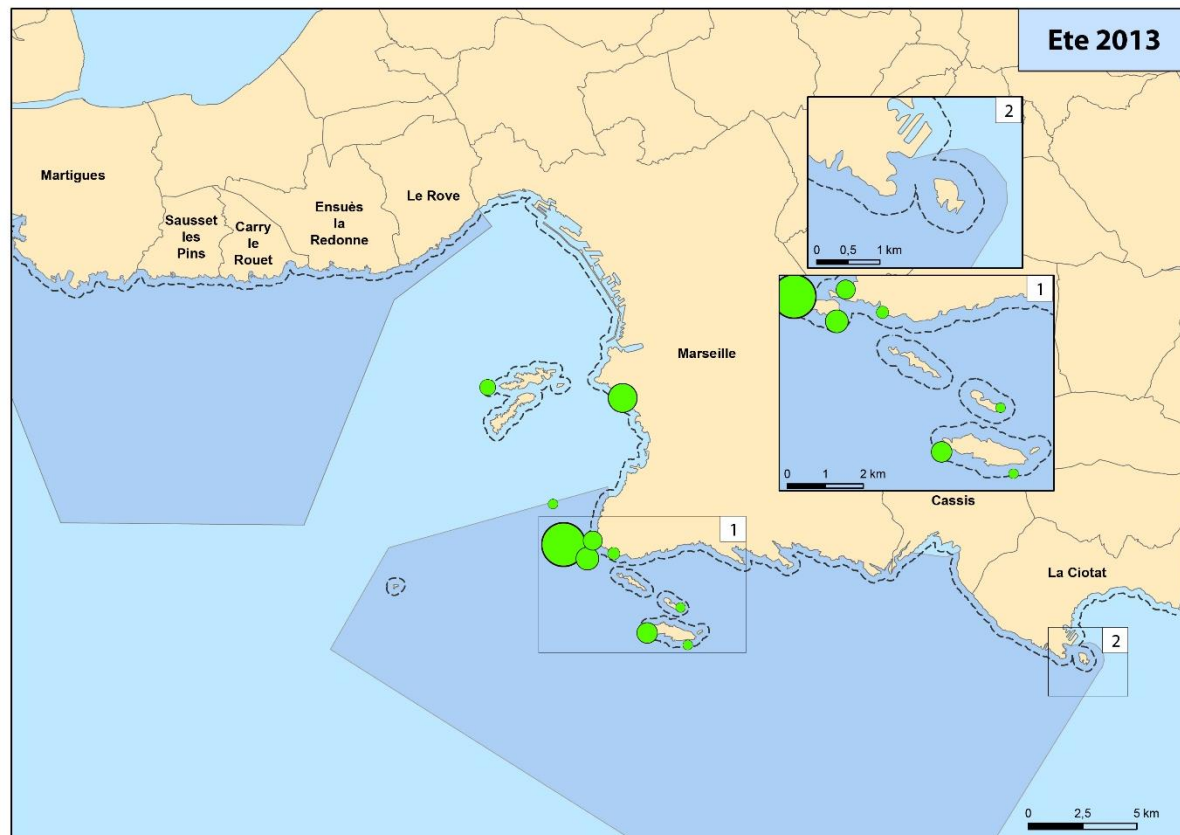 Ete 2013
2
0 0,5 1 km
1
0 1 2 km
Martigues
Sausset
les
Pins
Carry
le
Rouet
Ensuès
la
Redonne
Le Rove
Marseille
Cassis
La Ciotat
1
2
0 2,5 5 km